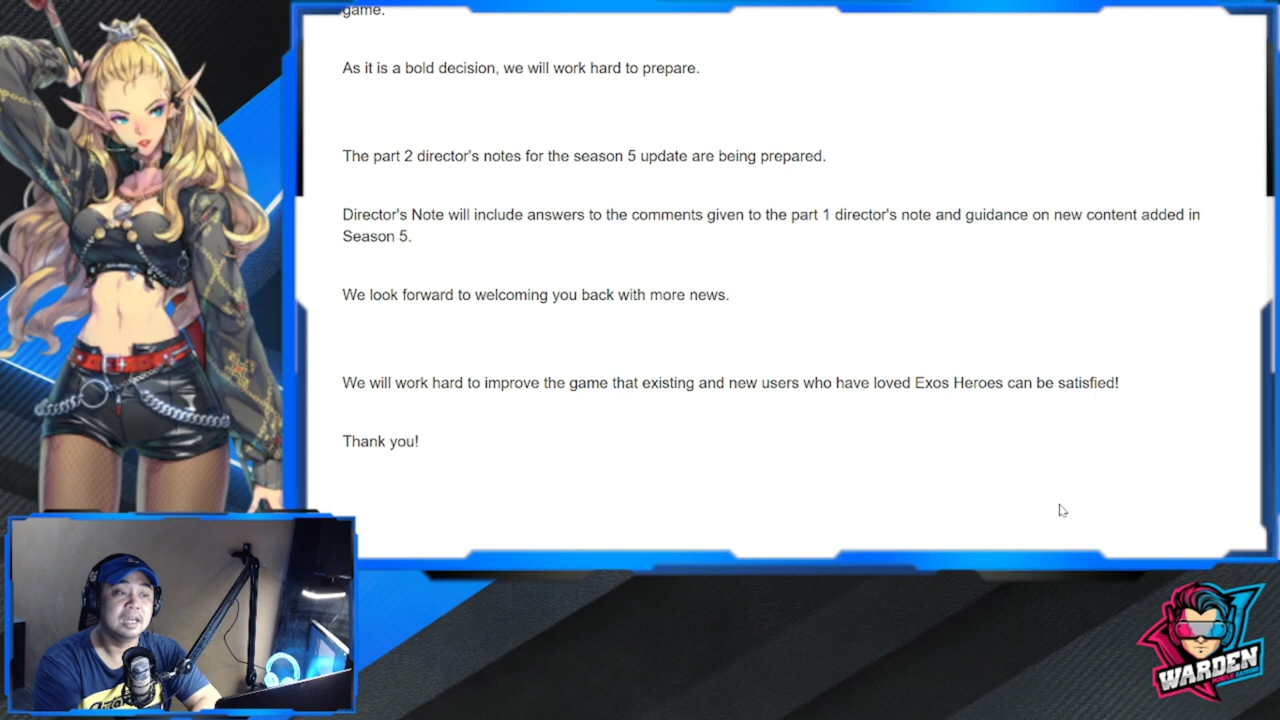 game.
As it is a bold decision, we will work hard to prepare.
The part 2 director's notes for the season 5 update are being prepared.
Director's Note will include answers to the comments given to the part 1 director's note and guidance on new content added in
Season 5.
We look forward to welcoming you back with more news.
We will work hard to improve the game that existing and new users who have loved Exos Heroes can be satisfied!
Thank you!
WARDEN
MOBILE GAMING